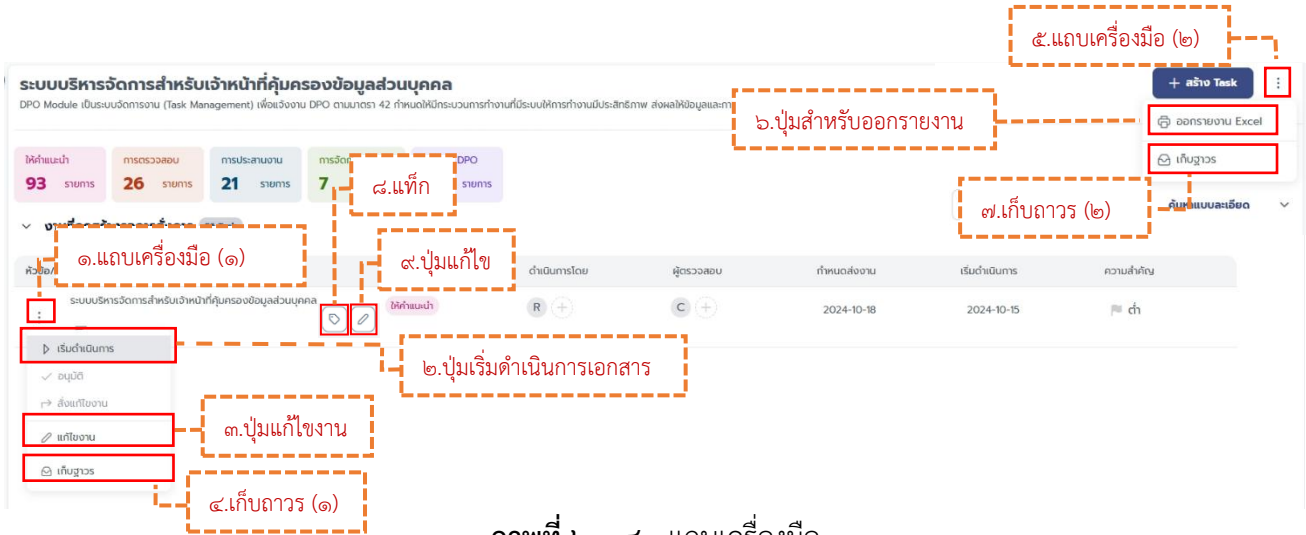 ๕.แถบเครื่องมือ (๒)
ระบบบริหารจัดการสำหรับเจ้าหน้าที่คุ้มครองข้อมูลส่วนบุคคล
+ สร้าง Task
DPO Module เป็นระบบจัดการงาน (Task Management) เพื่อแจ้งงาน DPO ตามมาตรา 42 กำหนดให้มีกระบวนการทำงานที่มีระบบให้การทำงานมีประสิทธิภาพ ส่งผลให้ข้อมูลและ
๖.ปุ่มสำหรับออกรายงาน
ออกรายงาน Excel
เก็บฐาวร
ให้คำแนะนำ การตรวจสอบ การประสานงาน DPO
93 รายการ 26 รายการ 21 รายการ 7 รายการ
๘.แท็ก
๗.เก็บถาวร (๒)
ค้นหาแบบละเอียด
๑.แถบเครื่องมือ (๑)
๙.ปุ่มแก้ไข
หัวข้อ/ ดำเนินการโดย ผู้ตรวจสอบ กำหนดส่งงาน เริ่มดำเนินการ ความสำคัญ
ระบบบริหารจัดการสำหรับเจ้าหน้าที่คุ้มครองข้อมูลส่วนบุคคล ให้คำแนะนำ R + C + 2024-10-18 2024-10-15 ต่ำ
เริ่มดำเนินการ
๒.ปุ่มเริ่มดำเนินการเอกสาร
อนุมัติ
สั่งแก้ไขงาน
แก้ไขงาน
๓.ปุ่มแก้ไขงาน
เก็บฐาวร
๔.เก็บถาวร (๑)
แถบเครื่องมือ